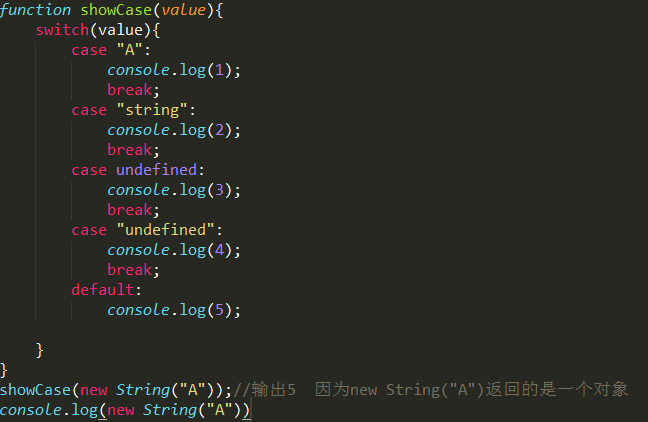 function showCase(value){
switch(value){
case "A":
console.log(1);
break;
case "string":
console.log(2);
break;
case undefined:
console.log(3);
break;
case "undefined":
console.log(4);
break;
default:
console.log(5);
}
}
showCase(new String("A"));//输出5  因为new String("A")返回的是一个对象
console.log(new String("A"))